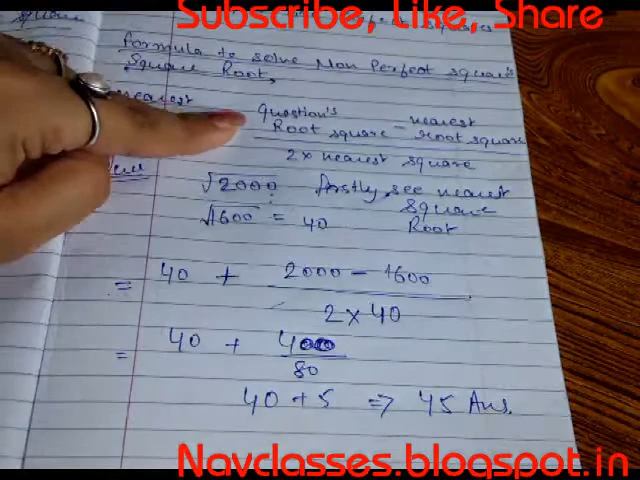 Subscribe, Like, Share
Square
Formula to solve Non Perfect square's
Square Root,
nearest
Question's
Root square - nearest Root square
2 x nearest square
√2000 firstly see nearest
Square
Root
√1600 = 40
= 40 + 2000 - 1600
2 x 40
= 40 + 400
80
40 + 5 => 45 Ans.
Navclasses.blogspot.in